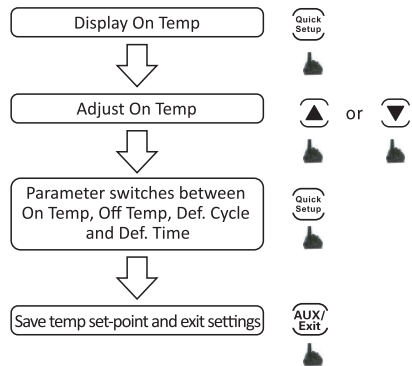 Display On Temp
Quick
Setup
Adjust On Temp
or
Parameter switches between
On Temp, Off Temp, Def. Cycle
and Def. Time
Quick
Setup
Save temp set-point and exit settings
AUX/
Exit